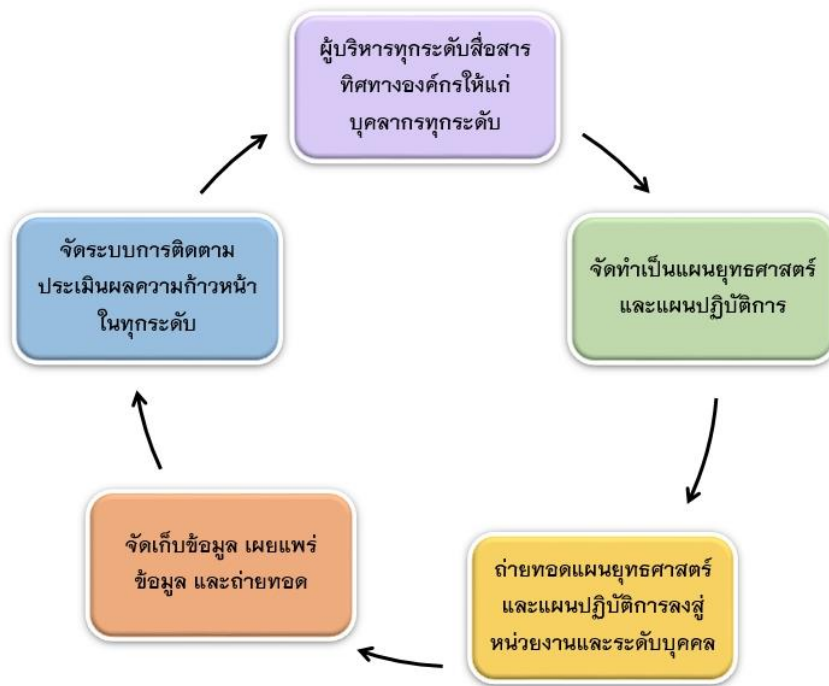 ผู้บริหารทุกระดับสื่อสาร
ทิศทางองค์กรให้แก่
บุคลากรทุกระดับ
จัดทำเป็นแผนยุทธศาสตร์
และแผนปฏิบัติการ
ถ่ายทอดแผนยุทธศาสตร์
และแผนปฏิบัติการลงสู่
หน่วยงานและระดับบุคคล
จัดเก็บข้อมูล เผยแพร่
ข้อมูล และถ่ายทอด
จัดระบบการติดตาม
ประเมินผลความก้าวหน้า
ในทุกระดับ